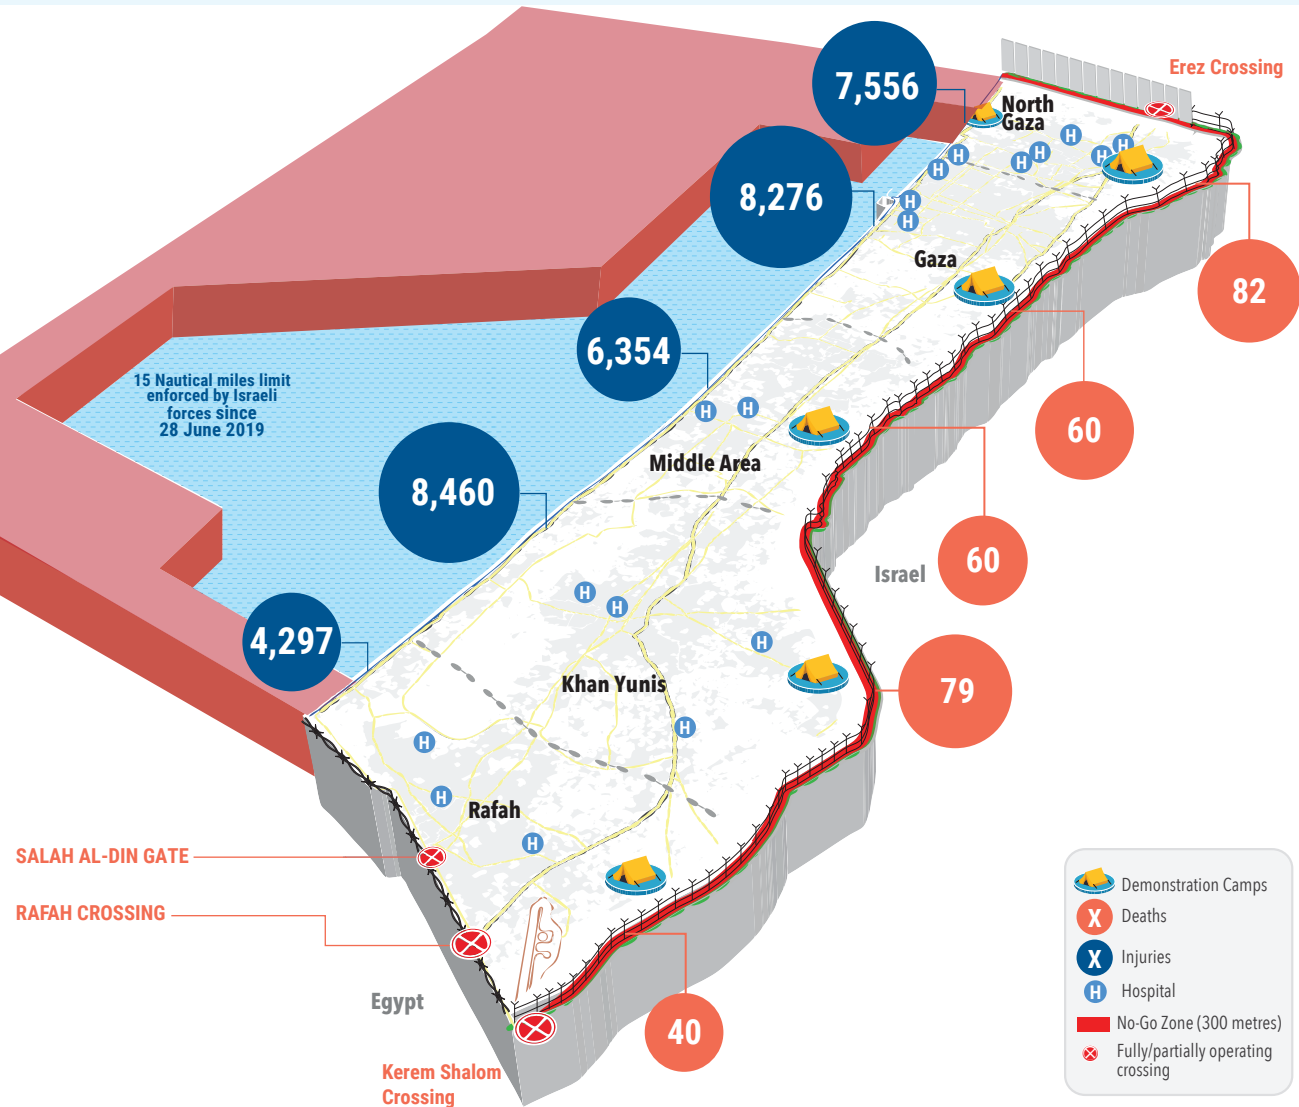 Erez Crossing
7,556
North
Gaza
H
H
H
H
H
H
H
8,276
H
H
Gaza
82
6,354
15 Nautical miles limit
enforced by Israeli
forces since
28 June 2019
60
H
H
Middle Area
8,460
Israel
60
H
H
4,297
H
Khan Yunis
79
H
H
H
Rafah
H
SALAH AL-DIN GATE
RAFAH CROSSING
Egypt
40
Kerem Shalom
Crossing
Demonstration Camps
X
Deaths
X
Injuries
H
Hospital
No-Go Zone (300 metres)
Fully/partially operating
crossing